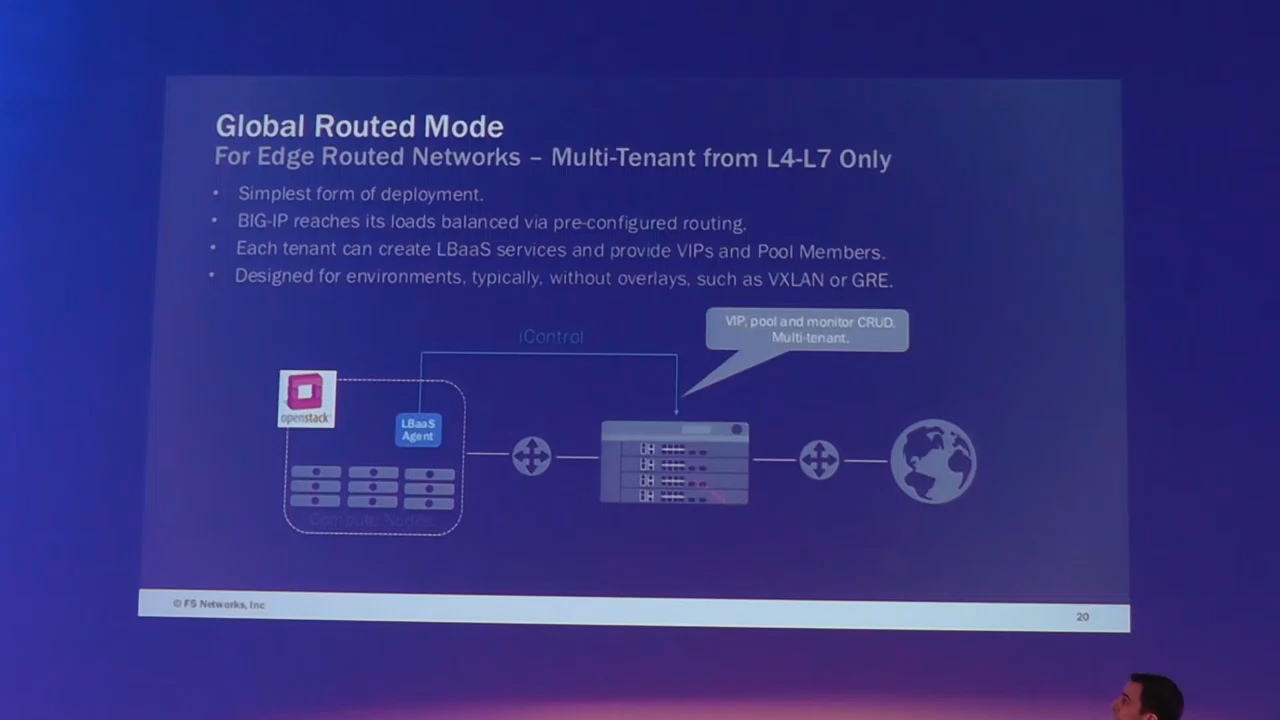 Global Routed Mode
For Edge Routed Networks – Multi-Tenant from L4-L7 Only
• Simplest form of deployment.
• BIG-IP reaches its loads balanced via pre-configured routing.
• Each tenant can create LBaaS services and provide VIPs and Pool Members.
• Designed for environments, typically, without overlays, such as VXLAN or GRE.
iControl
VIP, pool and monitor CRUD.
Multi-tenant.
openstack
LBaaS
Agent
Compute Nodes
© F5 Networks, Inc
20